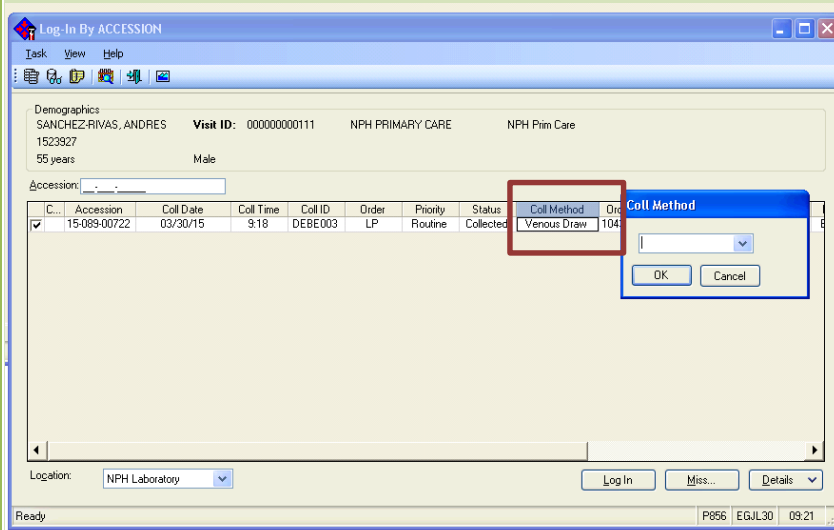 Log-In By ACCESSION
Task View Help
Demographics
SANCHEZ-RIVAS, ANDRES Visit ID: 000000000111 NPH PRIMARY CARE NPH Prim Care
1523927
55 years Male
Accession: __-___-_____
C... Accession Coll Date Coll Time Coll ID Order Priority Status Coll Method
15-089-00722 03/30/15 9:18 DEBE003 LP Routine Collected Venous Draw
Coll Method
OK Cancel
Location: NPH Laboratory Log In Miss... Details
Ready P856 EGJL30 09:21